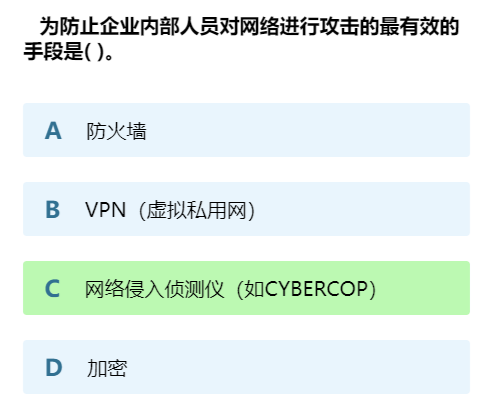 为防止企业内部人员对网络进行攻击的最有效的
手段是( )。
A 防火墙
B VPN（虚拟私用网）
C 网络侵入侦测仪（如CYBERCOP）
D 加密